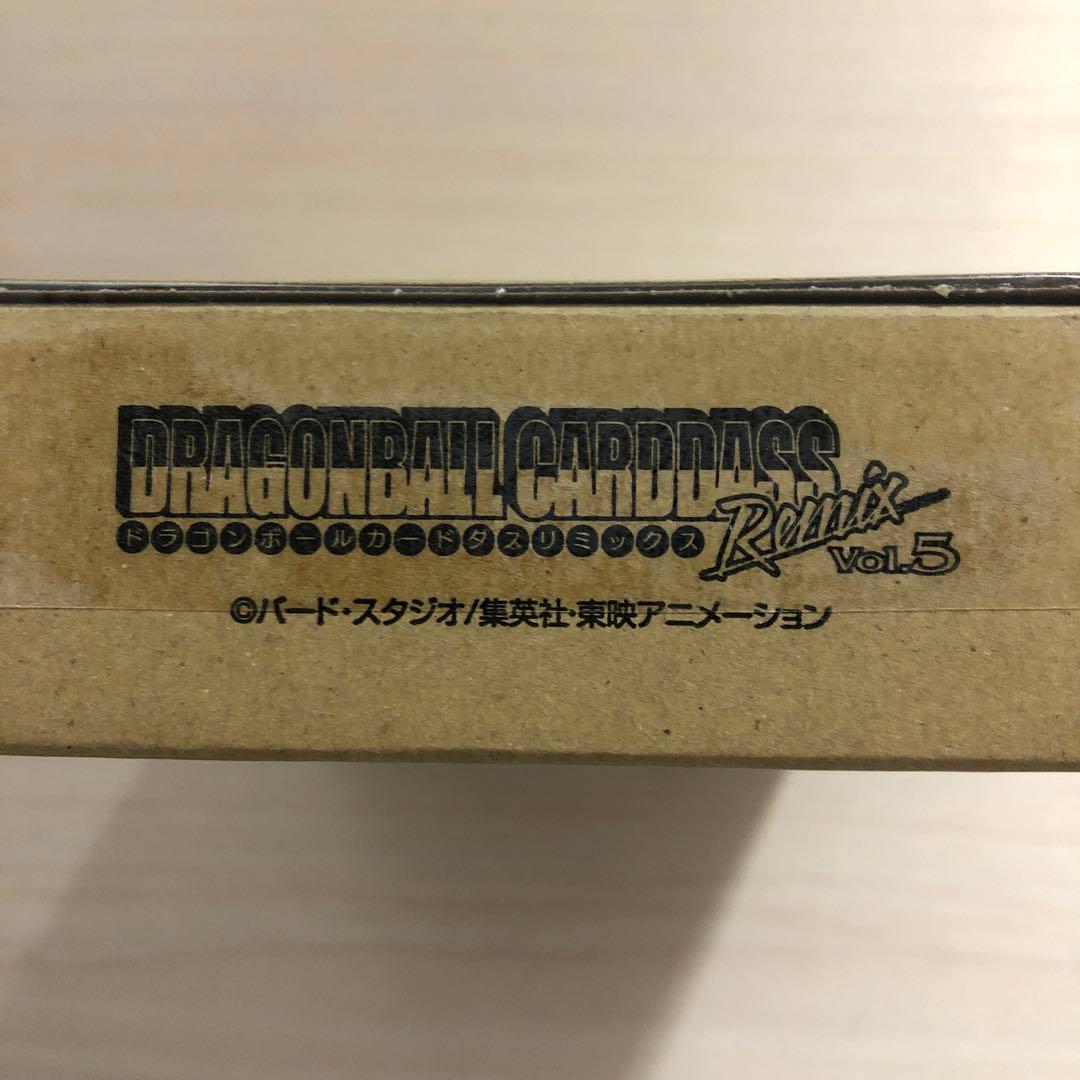 DRAGONBALL CARDDASS Remix
ドラゴンボールカードダスリミックス Vol.5
©バード・スタジオ/集英社・東映アニメーション